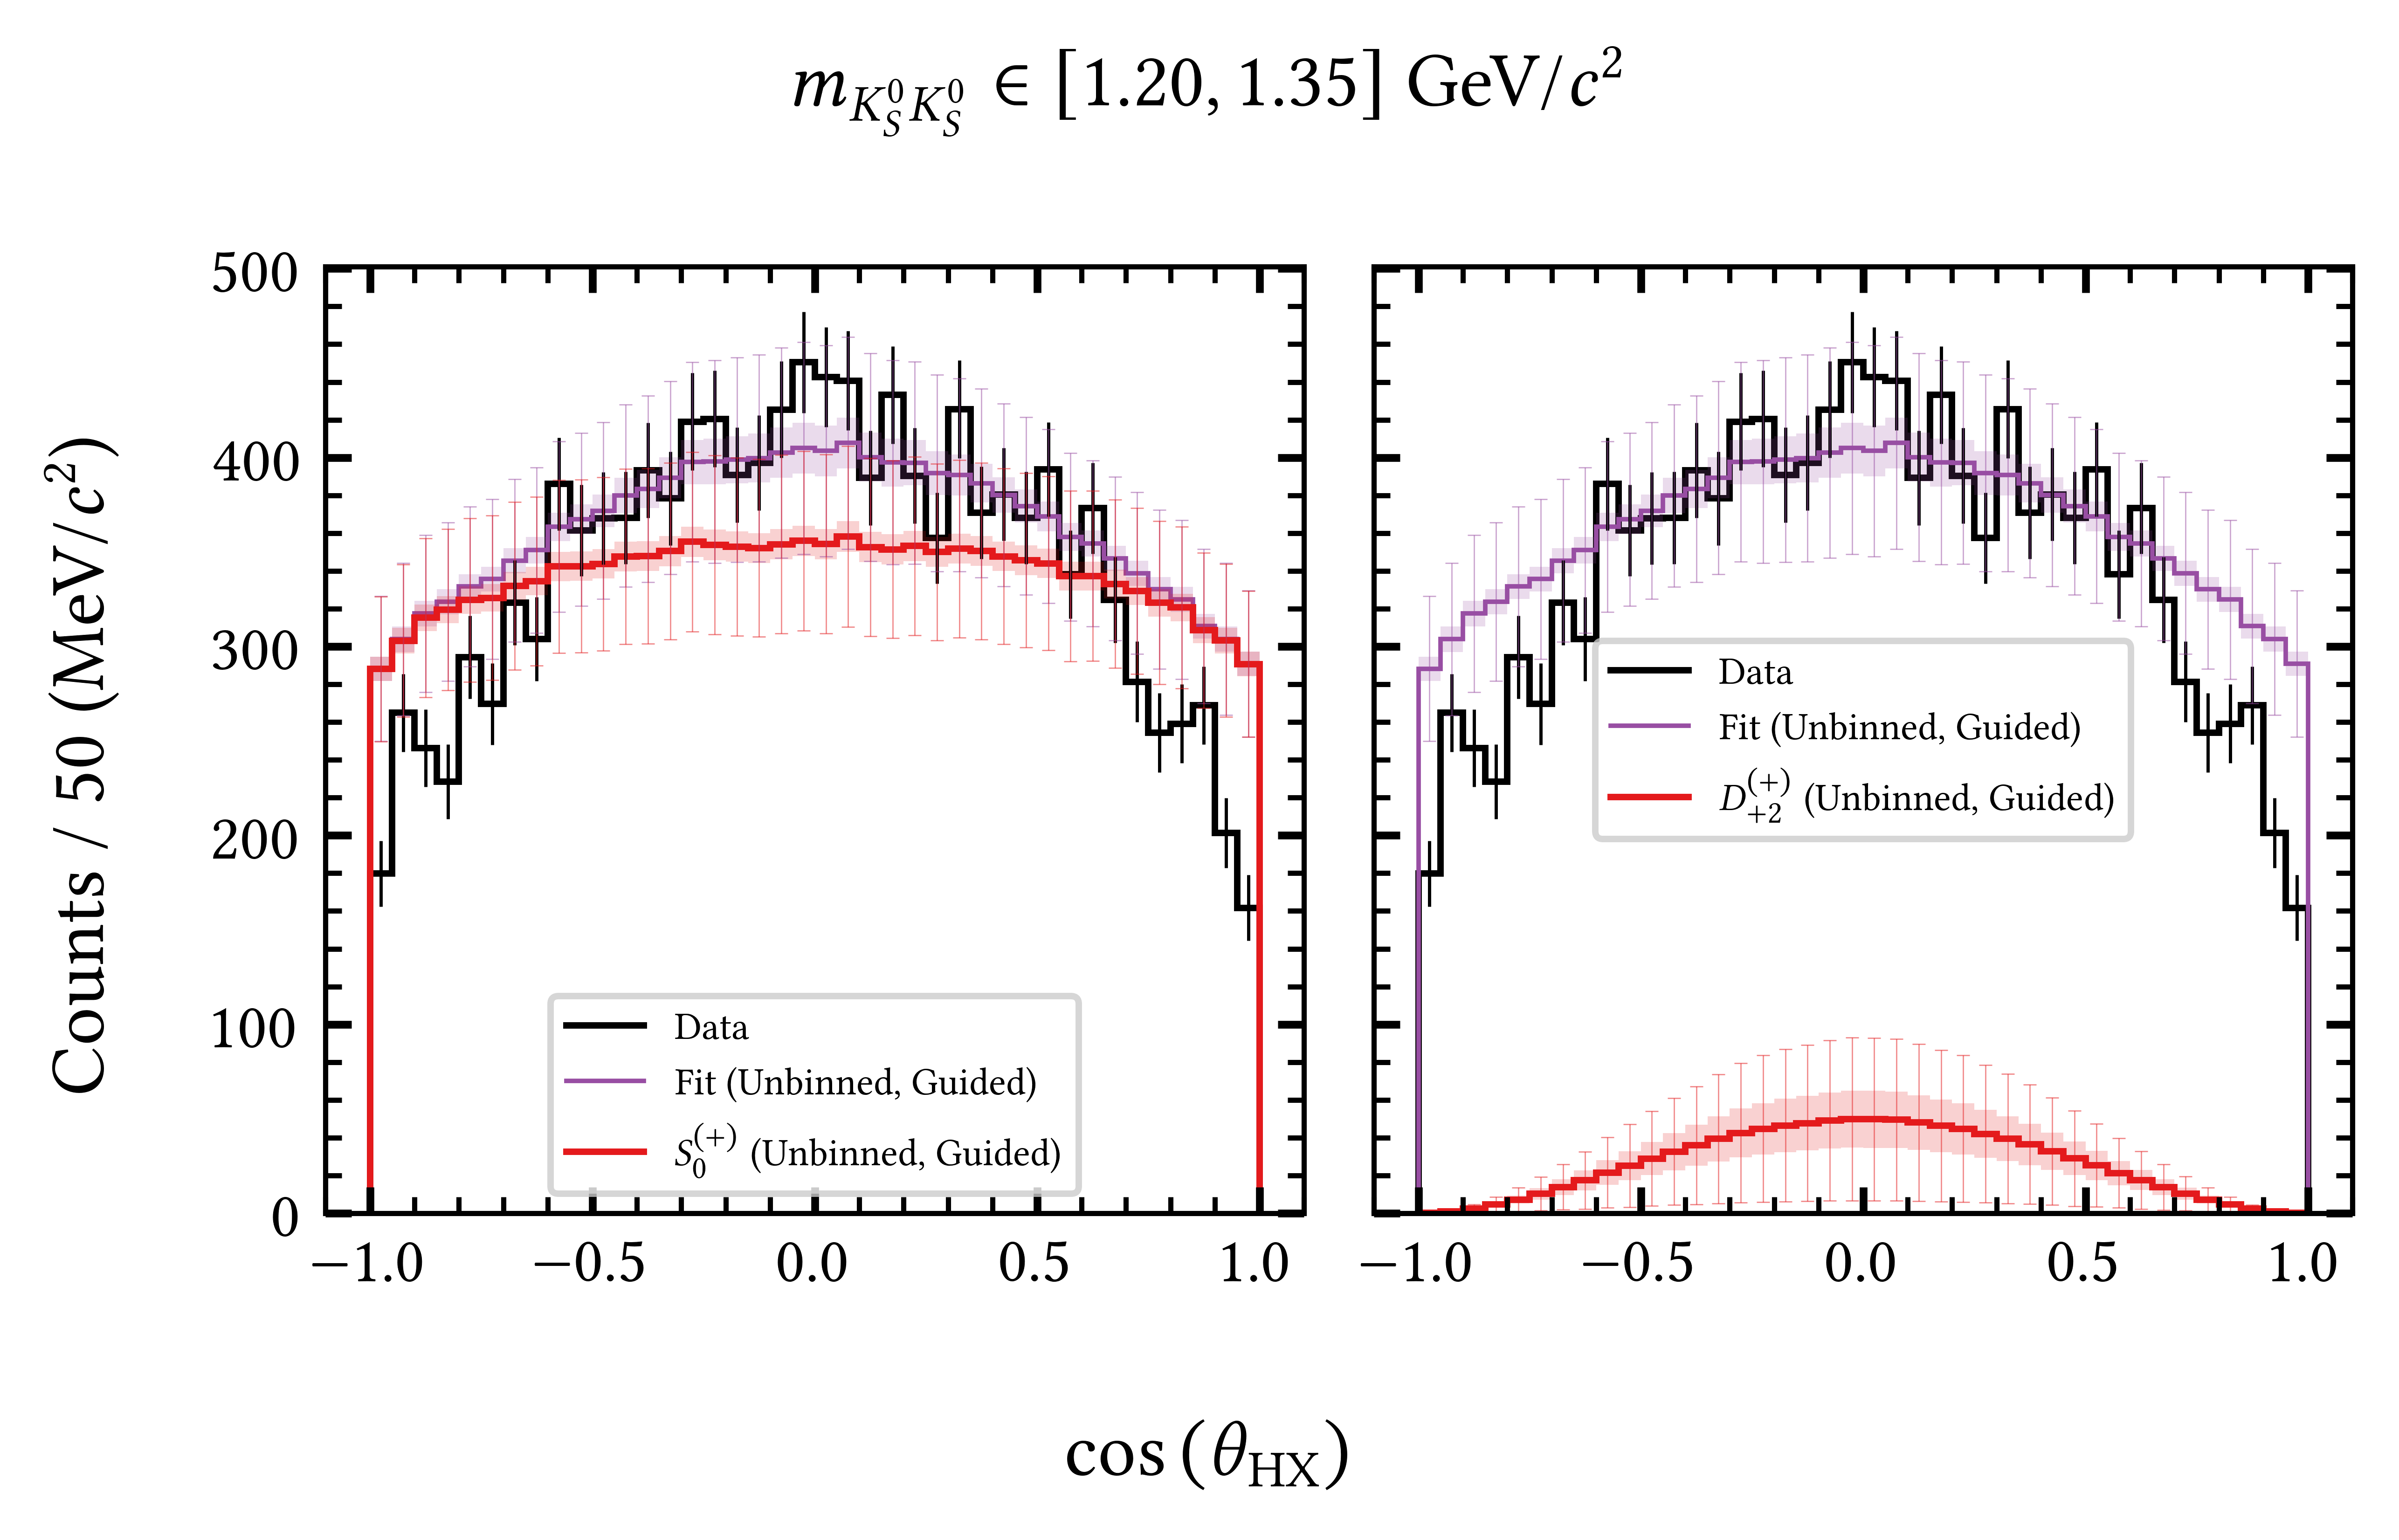 m_{K_S^0 K_S^0} ∈ [1.20, 1.35] GeV/c²
Counts / 50 (MeV/c²)
500
400
300
200
100
0
Data
Fit (Unbinned, Guided)
S_0^{(+)} (Unbinned, Guided)
−1.0 −0.5 0.0 0.5 1.0
Data
Fit (Unbinned, Guided)
D_{+2}^{(+)} (Unbinned, Guided)
−1.0 −0.5 0.0 0.5 1.0
cos (θ_{HX})